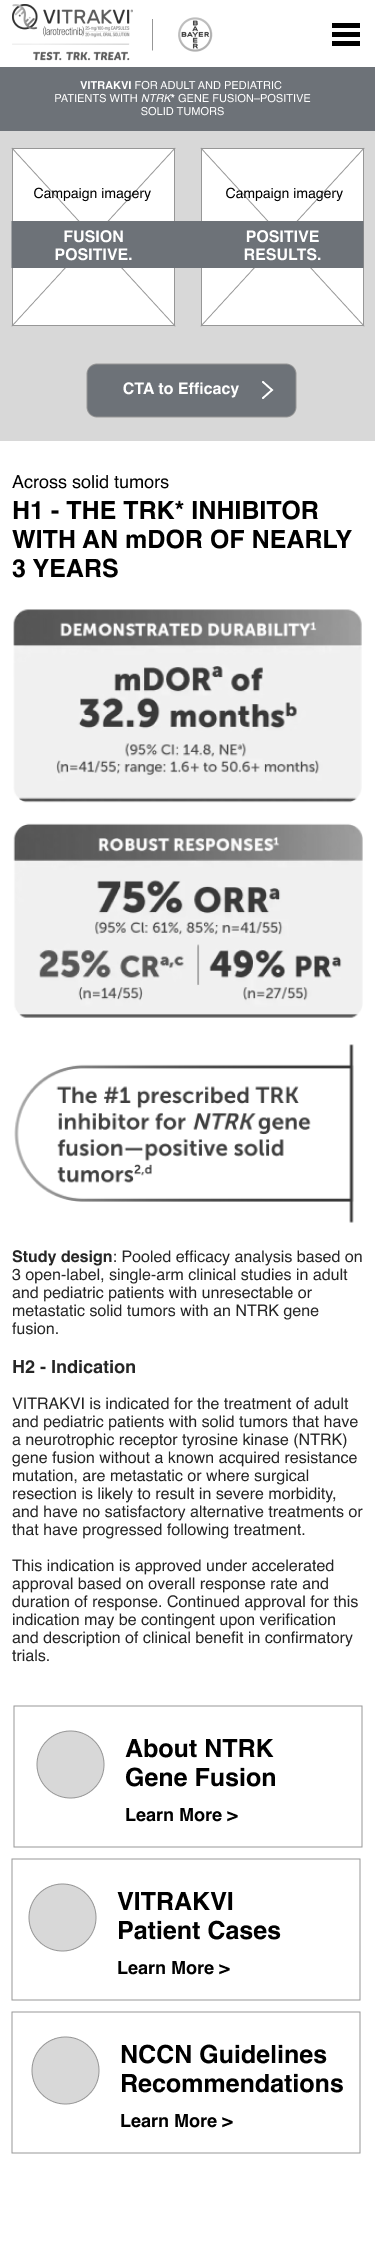 VITRAKVI
(larotrectinib)
TEST. TRK. TREAT.
BAYER
BAYER
VITRAKVI FOR ADULT AND PEDIATRIC
PATIENTS WITH NTRK* GENE FUSION–POSITIVE
SOLID TUMORS
Campaign imagery
Campaign imagery
FUSION
POSITIVE.
POSITIVE
RESULTS.
CTA to Efficacy
Across solid tumors
H1 - THE TRK* INHIBITOR
WITH AN mDOR OF NEARLY
3 YEARS
DEMONSTRATED DURABILITY¹
mDORᵃ of
32.9 monthsᵇ
(95% CI: 14.8, NEᵃ)
(n=41/55; range: 1.6+ to 50.6+ months)
ROBUST RESPONSES¹
75% ORRᵃ
(95% Cl: 61%, 85%; n=41/55)
25% CRᵃ,ᶜ
(n=14/55)
49% PRᵃ
(n=27/55)
The #1 prescribed TRK
inhibitor for NTRK gene
fusion—positive solid
tumors²,ᵈ
Study design: Pooled efficacy analysis based on
3 open-label, single-arm clinical studies in adult
and pediatric patients with unresectable or
metastatic solid tumors with an NTRK gene
fusion.
H2 - Indication
VITRAKVI is indicated for the treatment of adult
and pediatric patients with solid tumors that have
a neurotrophic receptor tyrosine kinase (NTRK)
gene fusion without a known acquired resistance
mutation, are metastatic or where surgical
resection is likely to result in severe morbidity,
and have no satisfactory alternative treatments or
that have progressed following treatment.
This indication is approved under accelerated
approval based on overall response rate and
duration of response. Continued approval for this
indication may be contingent upon verification
and description of clinical benefit in confirmatory
trials.
About NTRK
Gene Fusion
Learn More >
VITRAKVI
Patient Cases
Learn More >
NCCN Guidelines
Recommendations
Learn More >